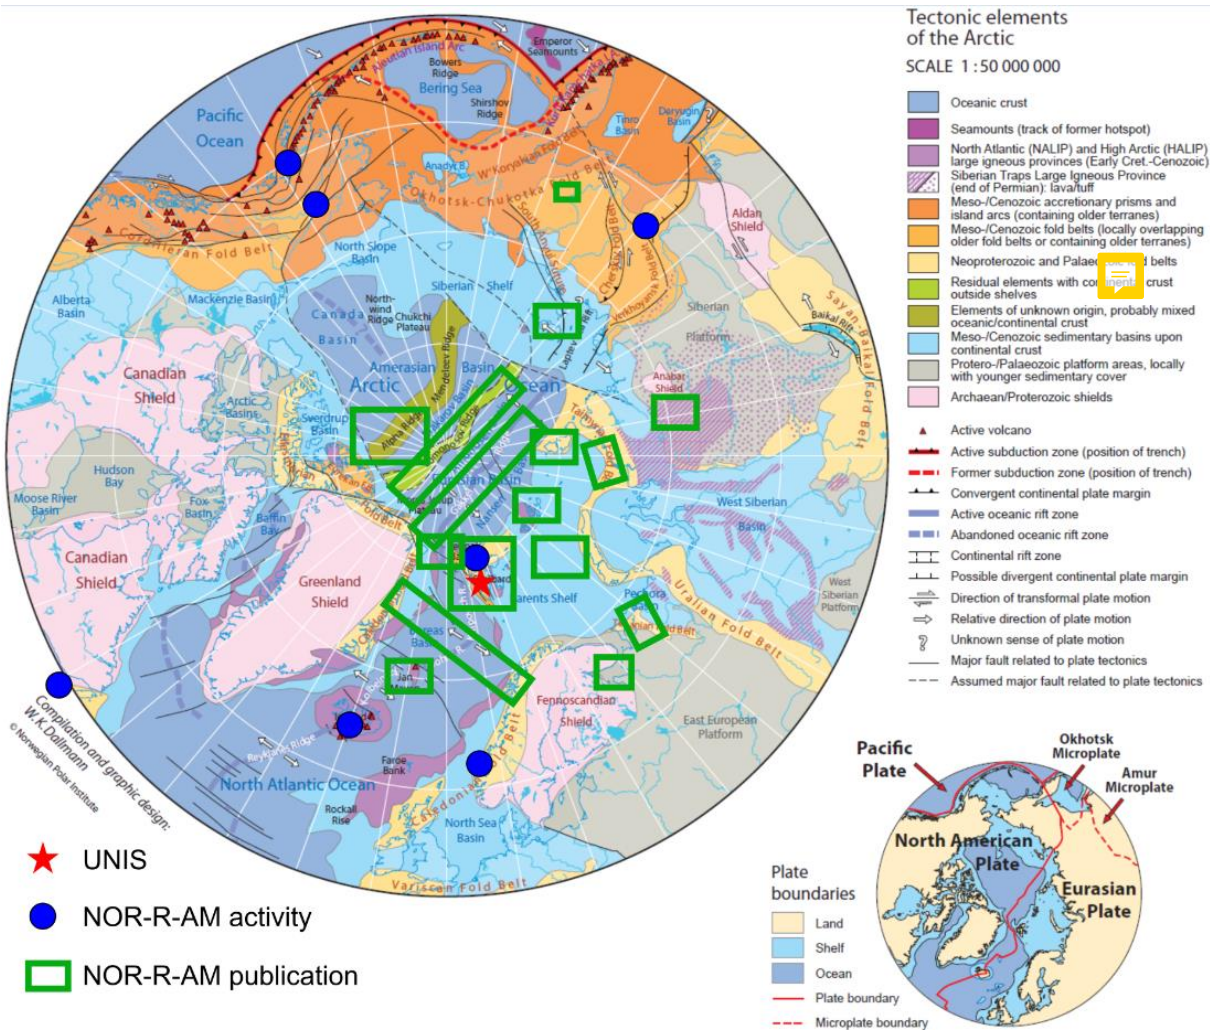 Tectonic elements
of the Arctic
SCALE 1 : 50 000 000
Oceanic crust
Seamounts (track of former hotspot)
North Atlantic (NALIP) and High Arctic (HALIP)
large igneous provinces (Early Cret.-Cenozoic)
Siberian Traps Large Igneous Province
(end of Permian): lava/tuff
Meso-/Cenozoic accretionary prisms and
island arcs (containing older terranes)
Meso-/Cenozoic fold belts (locally overlapping
older fold belts or containing older terranes)
Neoproterozoic and fold belts
Residual elements with crust
outside shelves
Elements of unknown origin, probably mixed
oceanic/continental crust
Meso-/Cenozoic sedimentary basins upon
continental crust
Protero-/Palaeozoic platform areas, locally
with younger sedimentary cover
Archaean/Proterozoic shields
Active volcano
Active subduction zone (position of trench)
Former subduction zone (position of trench)
Convergent continental plate margin
Active oceanic rift zone
Abandoned oceanic rift zone
Continental rift zone
Possible divergent continental plate margin
Direction of transformal plate motion
Relative direction of plate motion
?
Unknown sense of plate motion
Major fault related to plate tectonics
Assumed major fault related to plate tectonics
Aleutian Island Arc
Emperor
Seamounts
Bowers
Ridge
Bering Sea
Shirshov
Ridge
Pacific
Ocean
Tinro
Basin
Deryugin
Basin
?
Anadyr B.
Okhotsk-Chukotka Fold Belt
Aldan
Shield
Cordilleran Fold Belt
North Slope
Basin
Siberian Shelf
Mackenzie Basin
Alberta
Basin
North-
wind
Ridge
Chukchi
Plateau
Canada
Basin
Mendeleev Ridge
Amerasian
Basin
Arctic
Ocean
Laptev Rift
Verkhoyanik Fold Belt
Siberian
Platform
Baikal Rift
Sayan-Baikal Fold Belt
Anabar
Shield
Canadian
Shield
Arctic
Basins
Sverdrup
Basin
Alpha Ridge
Hudson
Bay
Moose River
Basin
Fox
Basin
Baffin
Bay
Canadian
Shield
Greenland
Shield
Fold Belt
West Siberian
Basin
West
Siberian
Platform
Uralian Fold Belt
Barents Shelf
Pechora
Basin
Boreas
Basin
Jan
Mayen
Fennoscandian
Shield
East European
Platform
Reykjanes Ridge
Faroe
Bank
North Atlantic Ocean
Rockall
Rise
North Sea
Basin
Variscan Fold Belt
Compilation and graphic design:
W.K.Dallmann
© Norwegian Polar Institute
UNIS
NOR-R-AM activity
NOR-R-AM publication
Plate
boundaries
Land
Shelf
Ocean
Plate boundary
Microplate boundary
Pacific
Plate
Okhotsk
Microplate
Amur
Microplate
North American
Plate
Eurasian
Plate